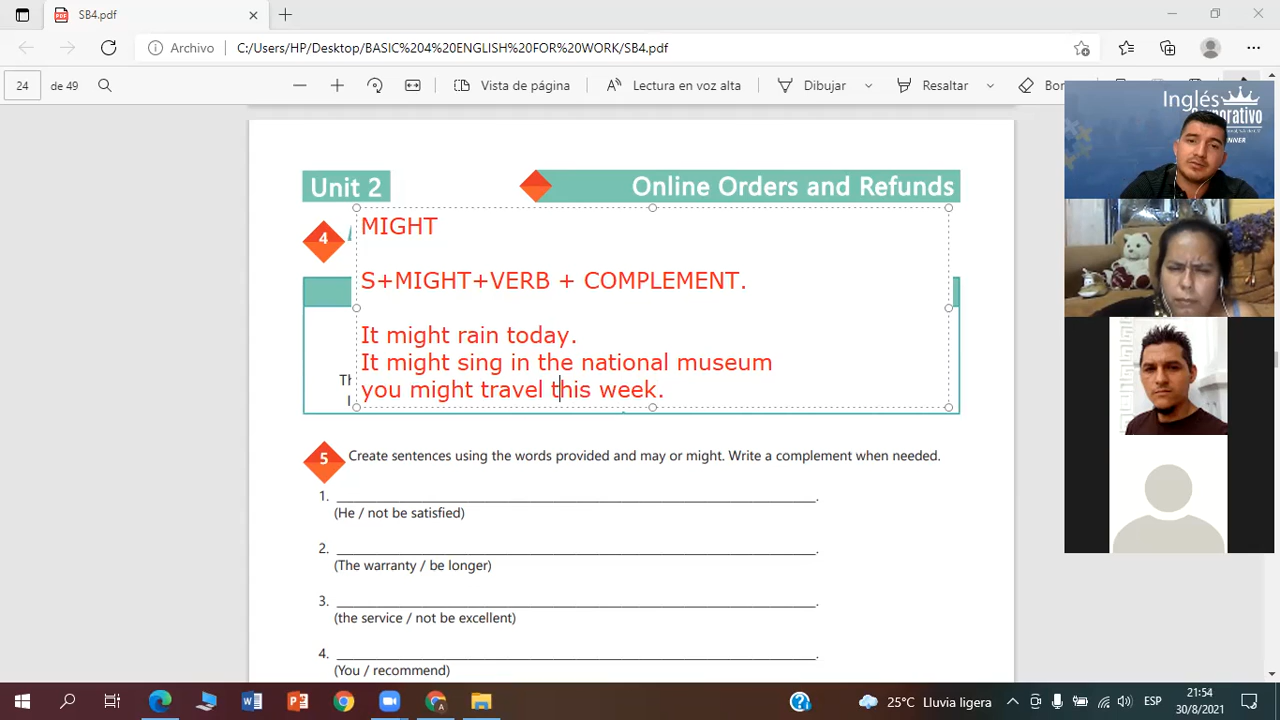 SB4.pdf
Archivo
C:/Users/HP/Desktop/BASIC%204%20ENGLISH%20FOR%20WORK/SB4.pdf
24
de 49
Vista de página
Lectura en voz alta
Dibujar
Resaltar
Inglés
Unit 2
Online Orders and Refunds
4
MIGHT
S+MIGHT+VERB + COMPLEMENT.
It might rain today.
It might sing in the national museum
you might travel this week.
5
Create sentences using the words provided and may or might. Write a complement when needed.
1. ______________________________.
(He / not be satisfied)
2. ______________________________.
(The warranty / be longer)
3. ______________________________.
(the service / not be excellent)
4. ______________________________.
(You / recommend)
25°C Lluvia ligera
ESP
21:54
30/8/2021